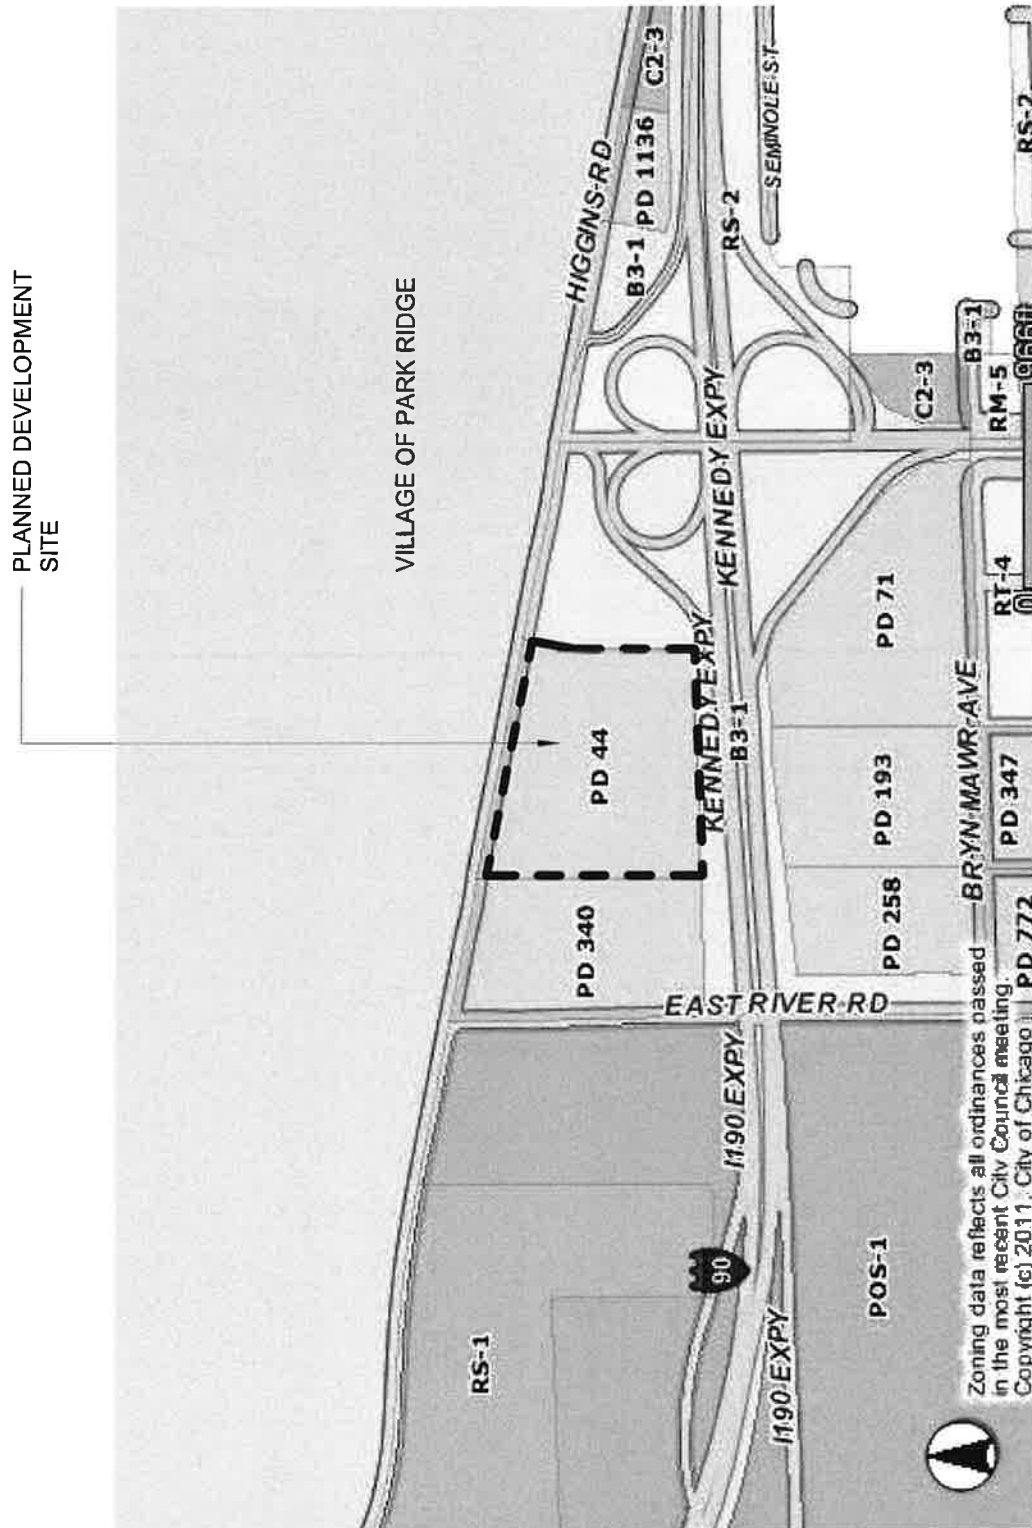 PLANNED DEVELOPMENT
SITE
VILLAGE OF PARK RIDGE
HIGGINS RD
C2-3
PD 1136
B3-1
RS-2
SEMINOLE ST
KENNEDY EXPY
KENNEDY EXPY
B3-1
PD 44
PD 340
EAST RIVER RD
I190 EXPY
I190 EXPY
90
RS-1
POS-1
PD 71
PD 193
PD 258
BRYN MAWR AVE
PD 347
PD 772
C2-3
B3-1
RM-5
RT-4
RS-2
Zoning data reflects all ordinances passed
in the most recent City Council meeting.
Copyright (c) 2011, City of Chicago